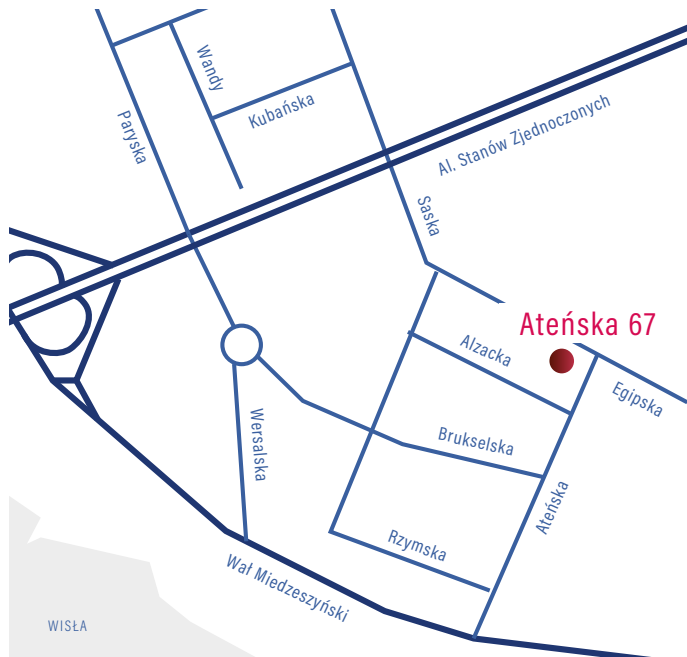 Wandy
Kubańska
Paryska
Al. Stanów Zjednoczonych
Saska
Ateńska 67
Alzacka
Egipska
Wersalska
Brukselska
Ateńska
Rzymska
Wał Miedzeszyński
WISŁA